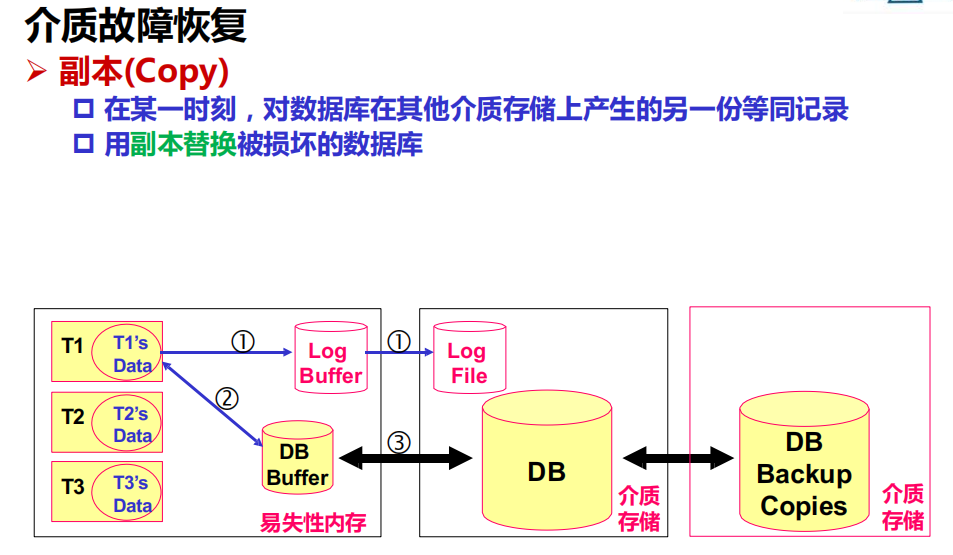 介质故障恢复
➢ 副本(Copy)
在某一时刻，对数据库在其他介质存储上产生的另一份等同记录
用副本替换被损坏的数据库
T1
T1's
Data
①
Log
Buffer
①
Log
File
②
T2
T2's
Data
DB
Buffer
③
DB
DB
Backup
Copies
T3
T3's
Data
易失性内存
介质
存储
介质
存储